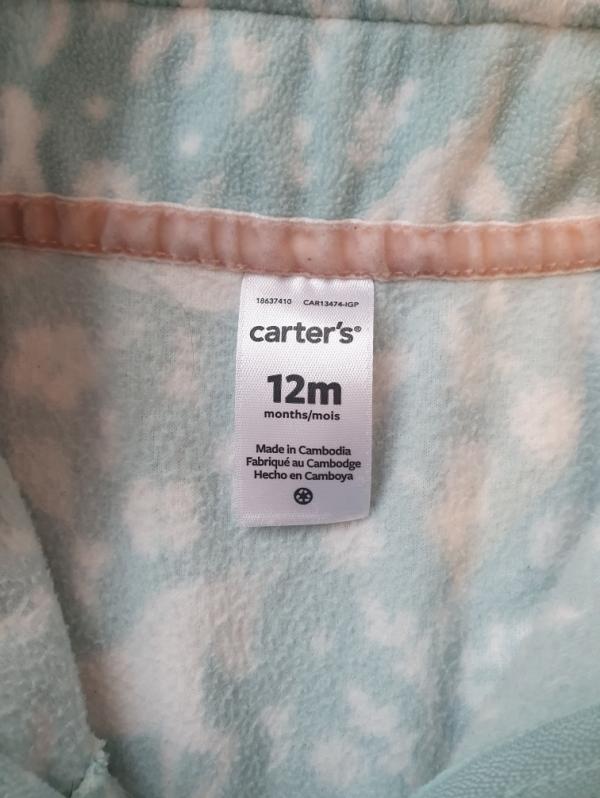 18637410 CAR13474-IGP
carter's®
12m
months/mois
Made in Cambodia
Fabriqué au Cambodge
Hecho en Camboya